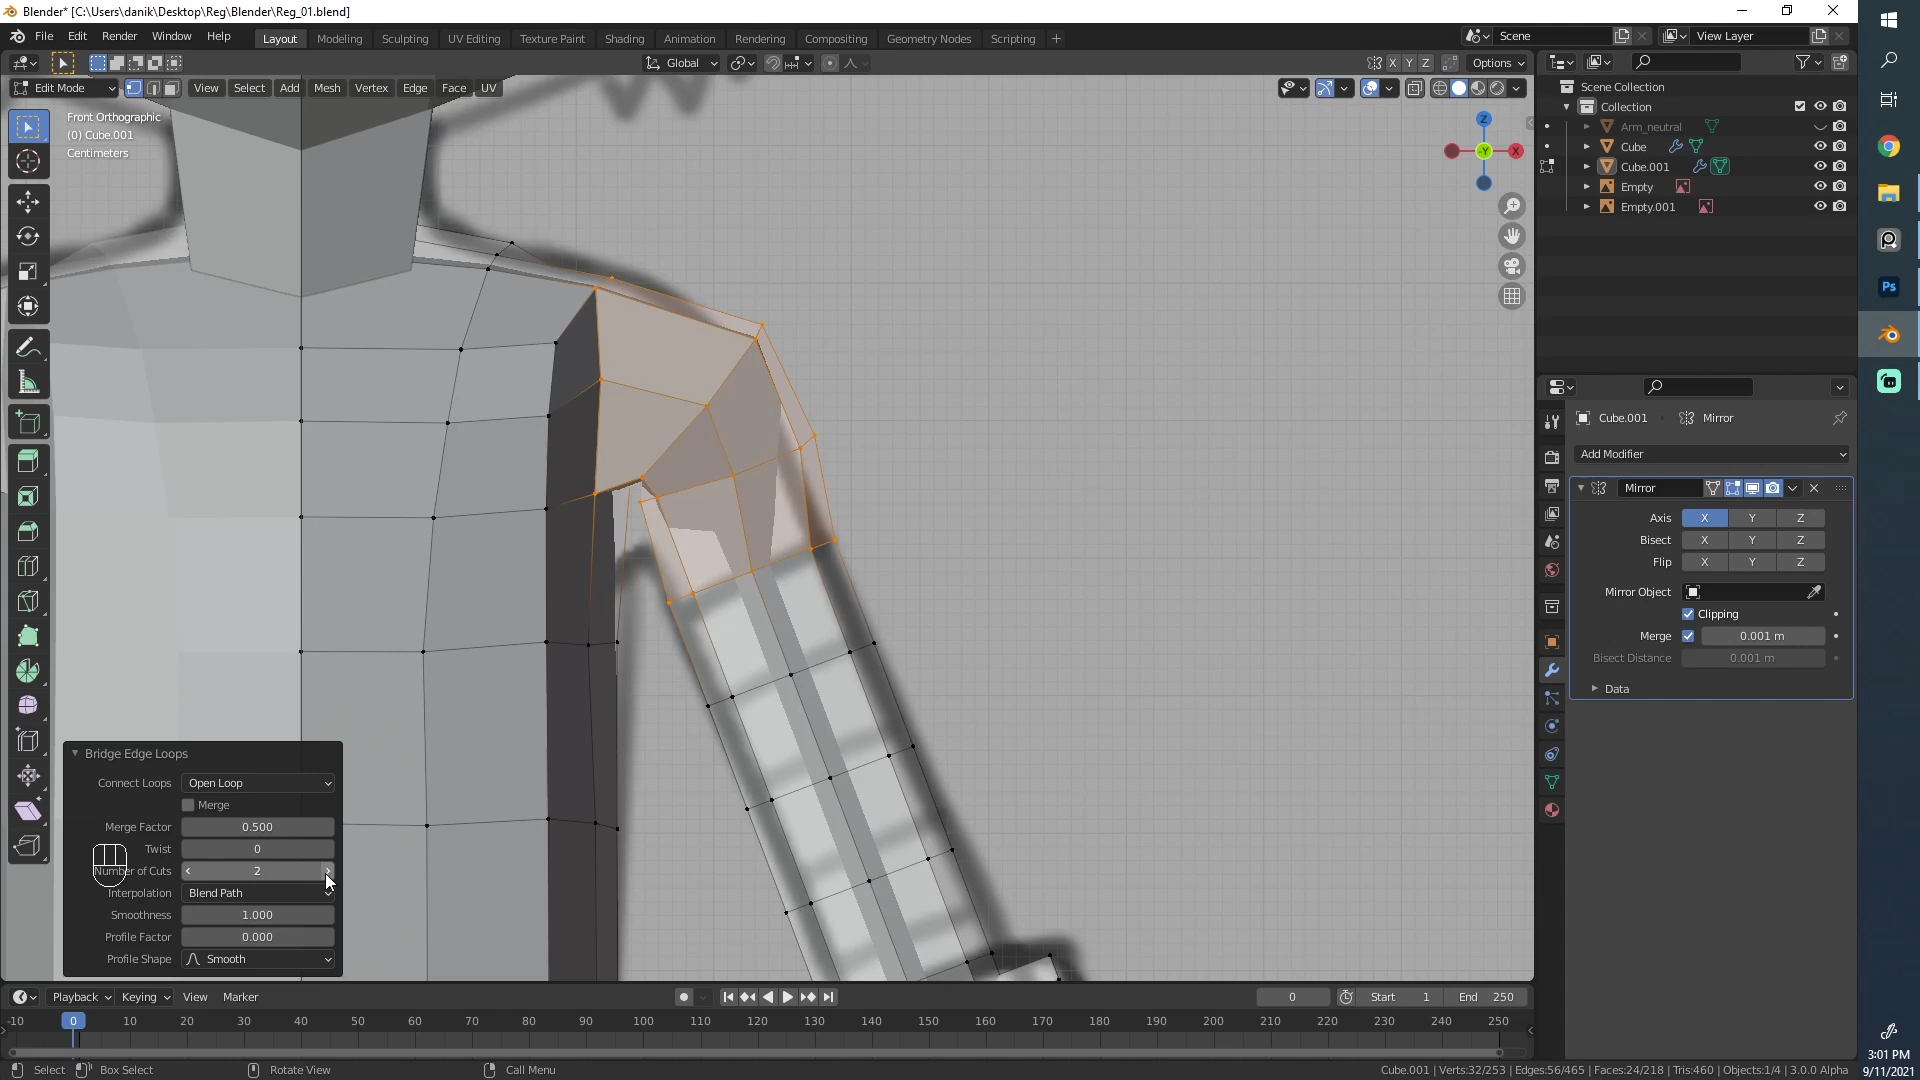 Blender* [C:\Users\danik\Desktop\Reg\Blender\Reg_01.blend]
File Edit Render Window Help Layout Modeling Sculpting UV Editing Texture Paint Shading Animation Rendering Compositing Geometry Nodes Scripting + Scene View Layer
Global X Y Z Options
Edit Mode View Select Add Mesh Vertex Edge Face UV
Front Orthographic
(0) Cube.001
Centimeters
Z
-Y
X
Scene Collection
Collection
Arm_neutral
Cube
Cube.001
Empty
Empty.001
Cube.001 Mirror
Add Modifier
Mirror
Axis X Y Z
Bisect X Y Z
Flip X Y Z
Mirror Object
Clipping
Merge 0.001 m
Bisect Distance 0.001 m
Data
Bridge Edge Loops
Connect Loops Open Loop
Merge
Merge Factor 0.500
Twist 0
Number of Cuts 2
Interpolation Blend Path
Smoothness 1.000
Profile Factor 0.000
Profile Shape Smooth
Playback Keying View Marker 0 Start 1 End 250
-10 0 10 20 30 40 50 60 70 80 90 100 110 120 130 140 150 160 170 180 190 200 210 220 230 240 250
Select Box Select Rotate View Call Menu Cube.001 | Verts:32/253 | Edges:56/465 | Faces:24/218 | Tris:460 | Objects:1/4 | 3.0.0 Alpha
Ps
3:01 PM
9/11/2021